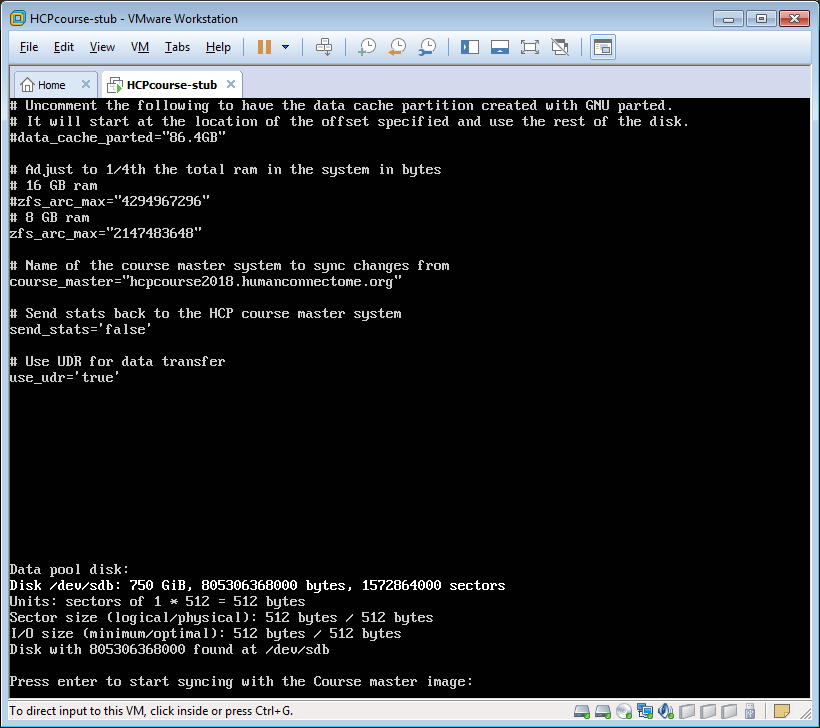 HCPcourse-stub - VMware Workstation
File Edit View VM Tabs Help
Home HCPcourse-stub
# Uncomment the following to have the data cache partition created with GNU parted.
# It will start at the location of the offset specified and use the rest of the disk.
#data_cache_parted="86.4GB"
# Adjust to 1/4th the total ram in the system in bytes
# 16 GB ram
#zfs_arc_max="4294967296"
# 8 GB ram
zfs_arc_max="2147483648"
# Name of the course master system to sync changes from
course_master="hcpcourse2018.humanconnectome.org"
# Send stats back to the HCP course master system
send_stats='false'
# Use UDR for data transfer
use_udr='true'
Data pool disk:
Disk /dev/sdb: 750 GiB, 805306368000 bytes, 1572864000 sectors
Units: sectors of 1 * 512 = 512 bytes
Sector size (logical/physical): 512 bytes / 512 bytes
I/O size (minimum/optimal): 512 bytes / 512 bytes
Disk with 805306368000 found at /dev/sdb
Press enter to start syncing with the Course master image:
To direct input to this VM, click inside or press Ctrl+G.